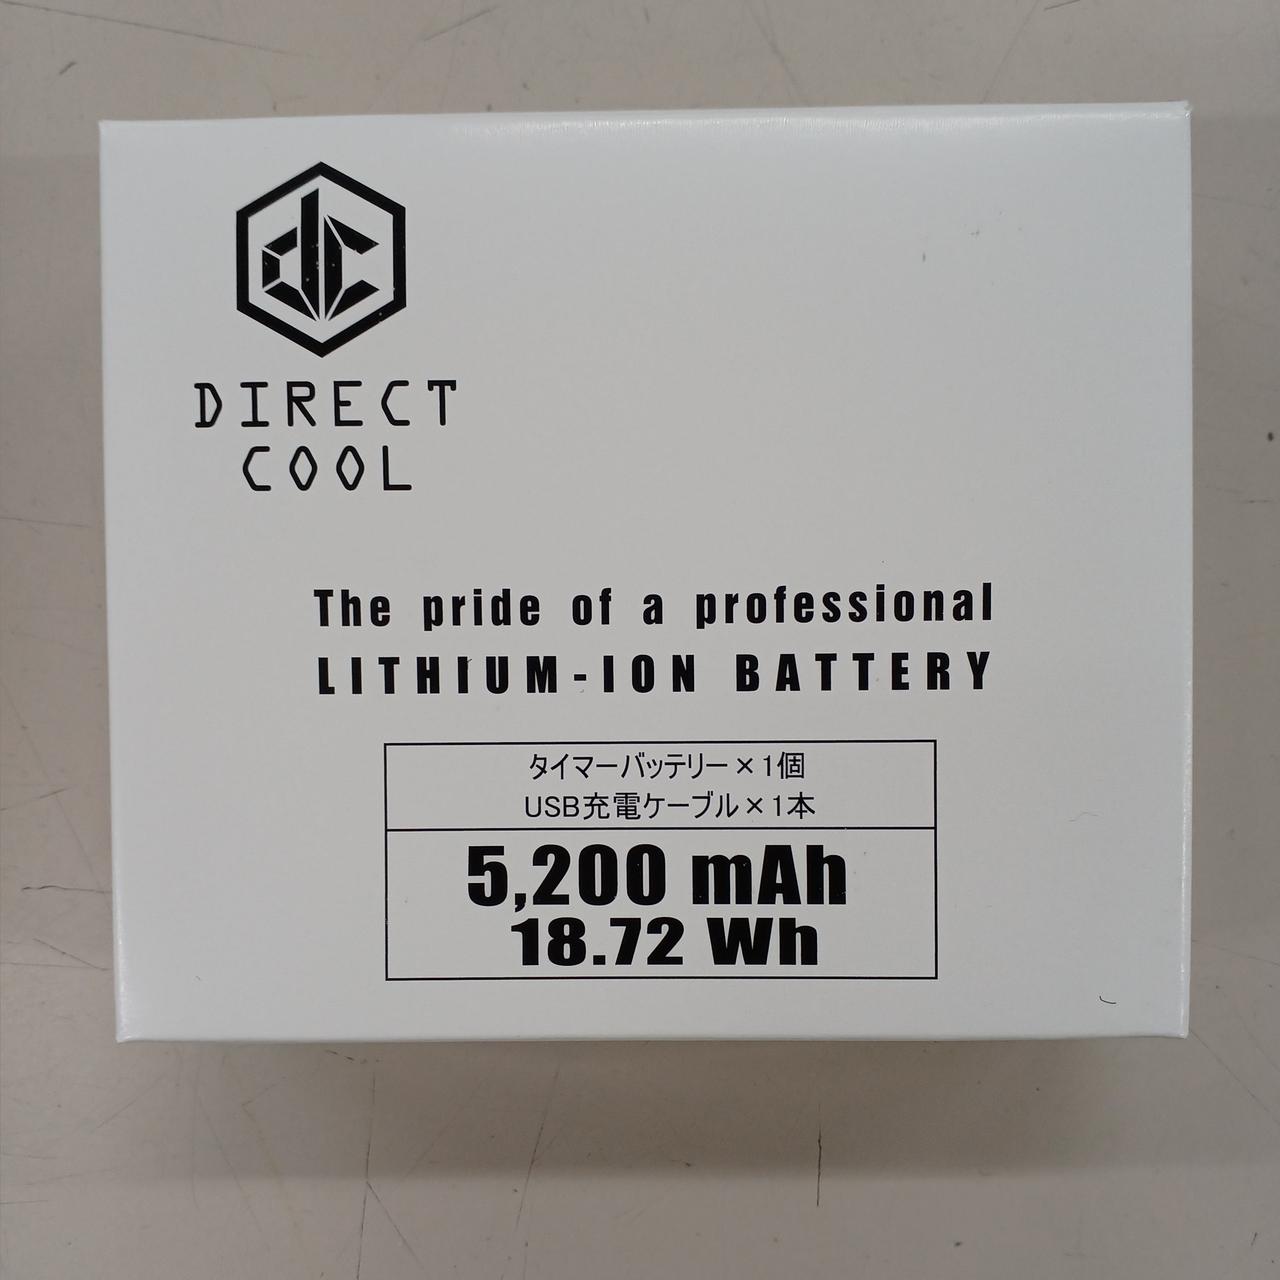 dc
DIRECT
COOL
The pride of a professional
LITHIUM-ION BATTERY
タイマーバッテリー×1個
USB充電ケーブル×1本
5,200 mAh
18.72 Wh